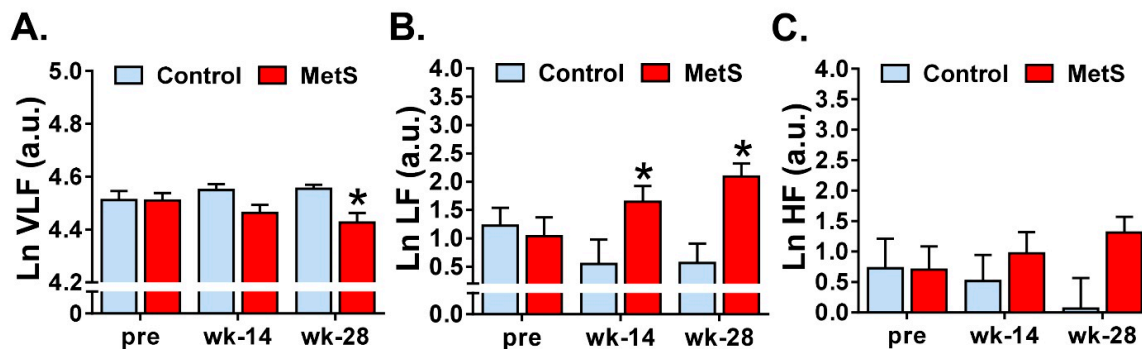 A.
Ln VLF (a.u.)
5.0
4.8
4.6
4.4
4.2
0
Control MetS
*
pre wk-14 wk-28
B.
Ln LF (a.u.)
4.0
3.5
3.0
2.5
2.0
1.5
1.0
0.5
0
Control MetS
* *
pre wk-14 wk-28
C.
Ln HF (a.u.)
4.0
3.5
3.0
2.5
2.0
1.5
1.0
0.5
0.0
Control MetS
pre wk-14 wk-28